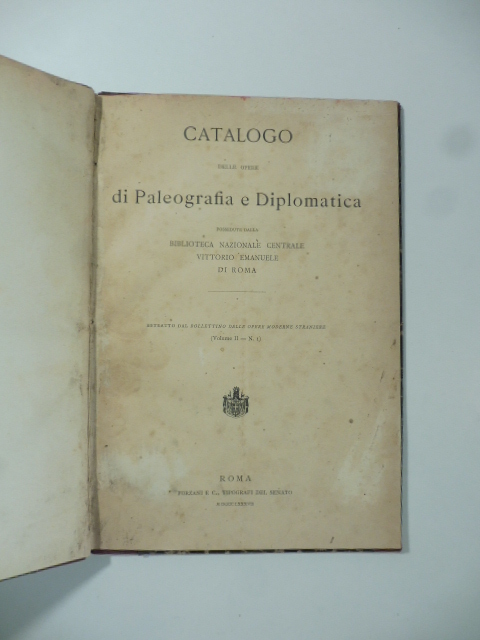 CATALOGO
DELLE OPERE
di Paleografia e Diplomatica
POSSEDUTE DALLA
BIBLIOTECA NAZIONALE CENTRALE
VITTORIO EMANUELE
DI ROMA
ESTRATTO DAL BOLLETTINO DELLE OPERE MODERNE STRANIERE
(Volume II — N. 1)
ROMA
FORZANI E C., TIPOGRAFI DEL SENATO